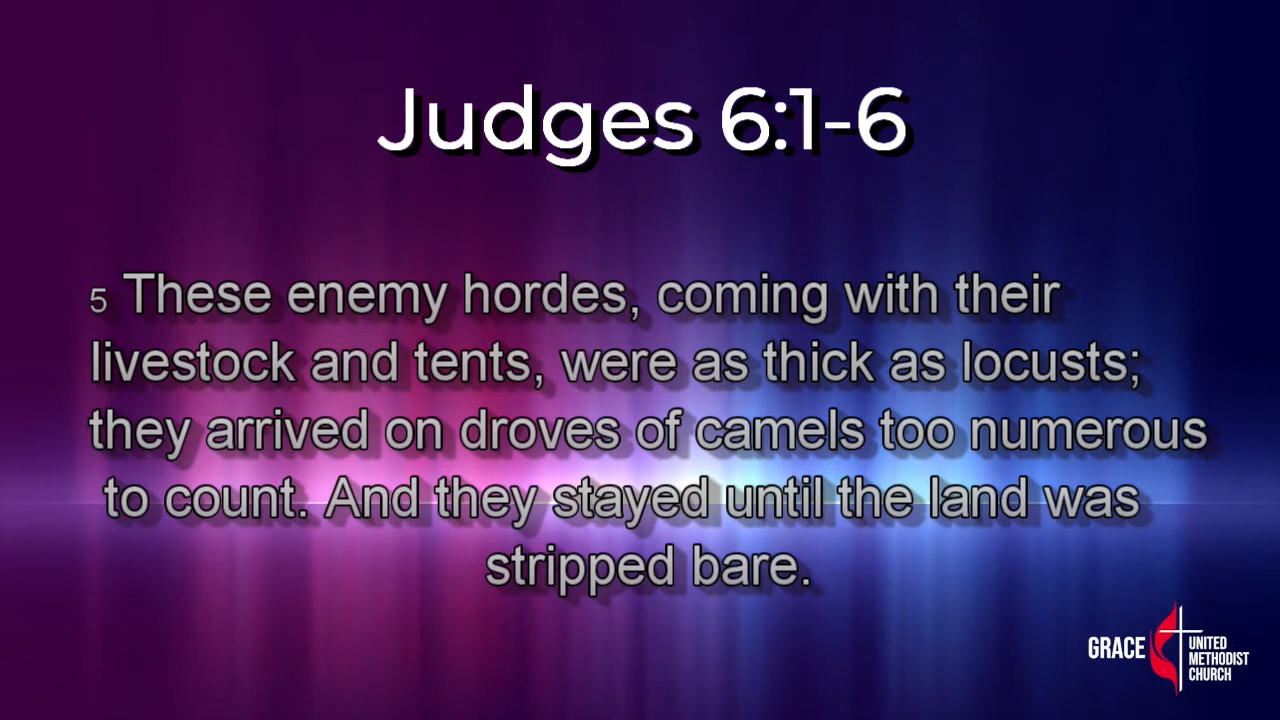 Judges 6:1-6
5 These enemy hordes, coming with their
livestock and tents, were as thick as locusts;
they arrived on droves of camels too numerous
to count. And they stayed until the land was
stripped bare.
GRACE
UNITED
METHODIST
CHURCH